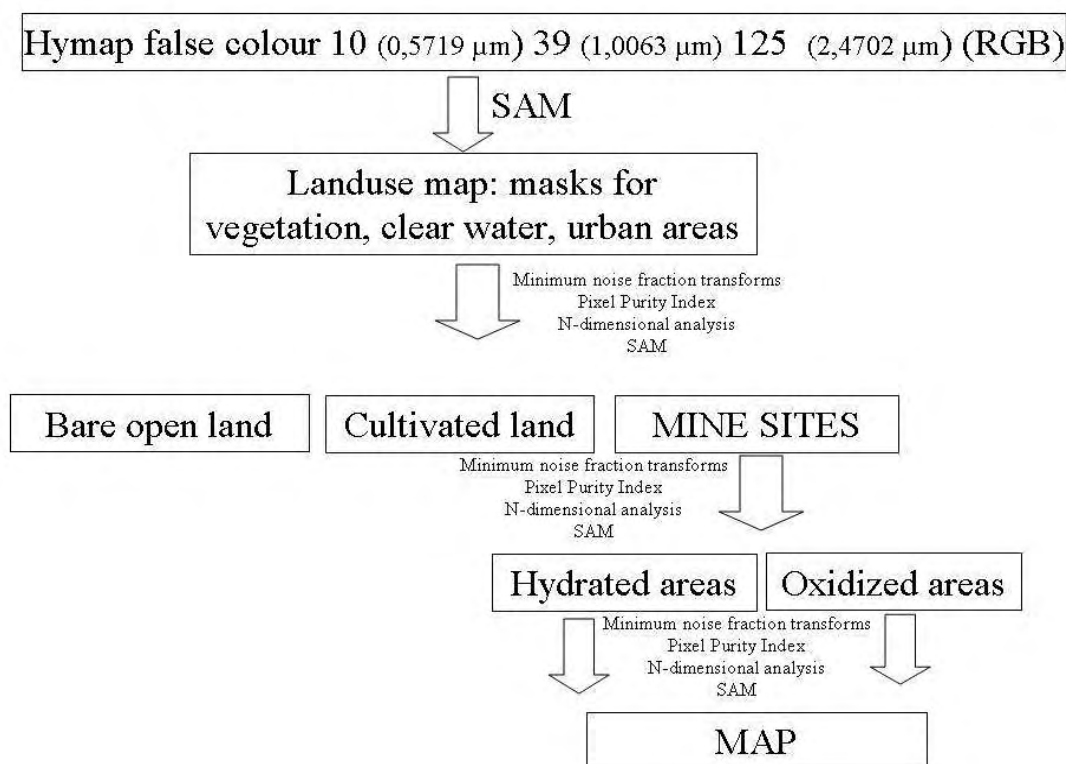 Hymap false colour 10 (0,5719 µm) 39 (1,0063 µm) 125 (2,4702 µm) (RGB)
SAM
Landuse map: masks for
vegetation, clear water, urban areas
Minimum noise fraction transforms
Pixel Purity Index
N-dimensional analysis
SAM
Bare open land
Cultivated land
MINE SITES
Minimum noise fraction transforms
Pixel Purity Index
N-dimensional analysis
SAM
Hydrated areas
Oxidized areas
Minimum noise fraction transforms
Pixel Purity Index
N-dimensional analysis
SAM
MAP